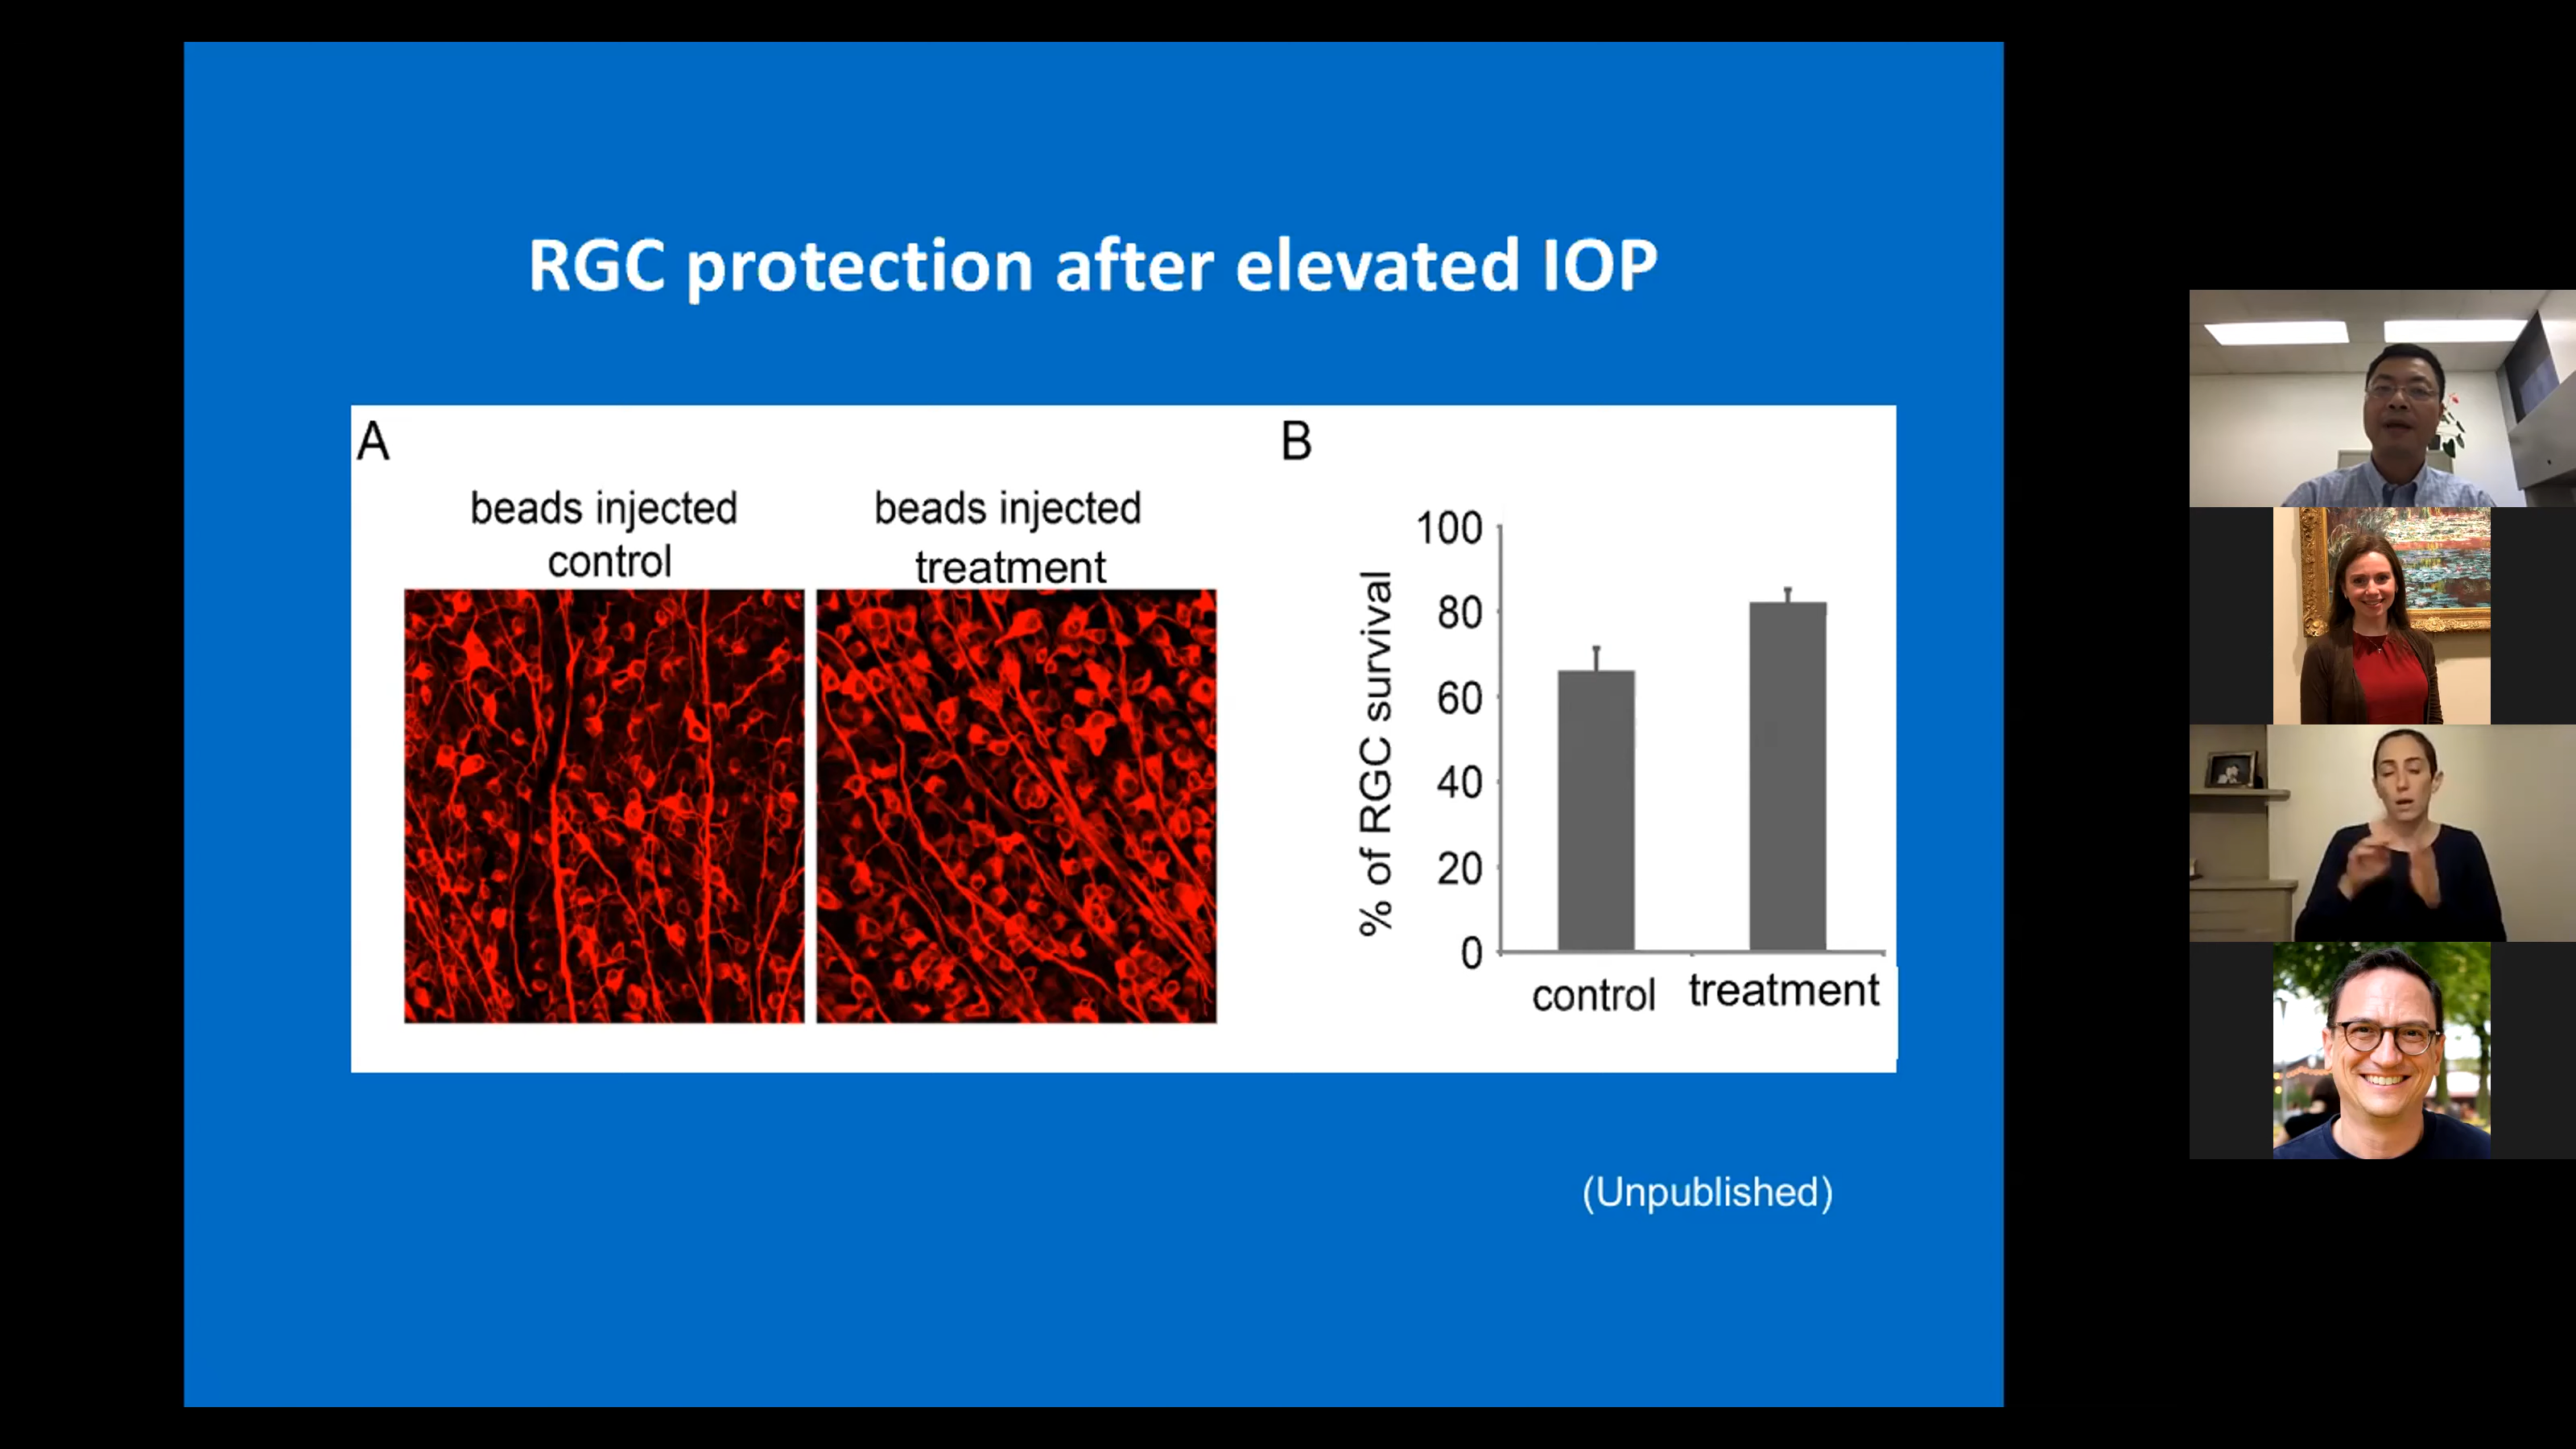 RGC protection after elevated IOP
A
beads injected
control
beads injected
treatment
B
% of RGC survival
100
80
60
40
20
0
control
treatment
(Unpublished)